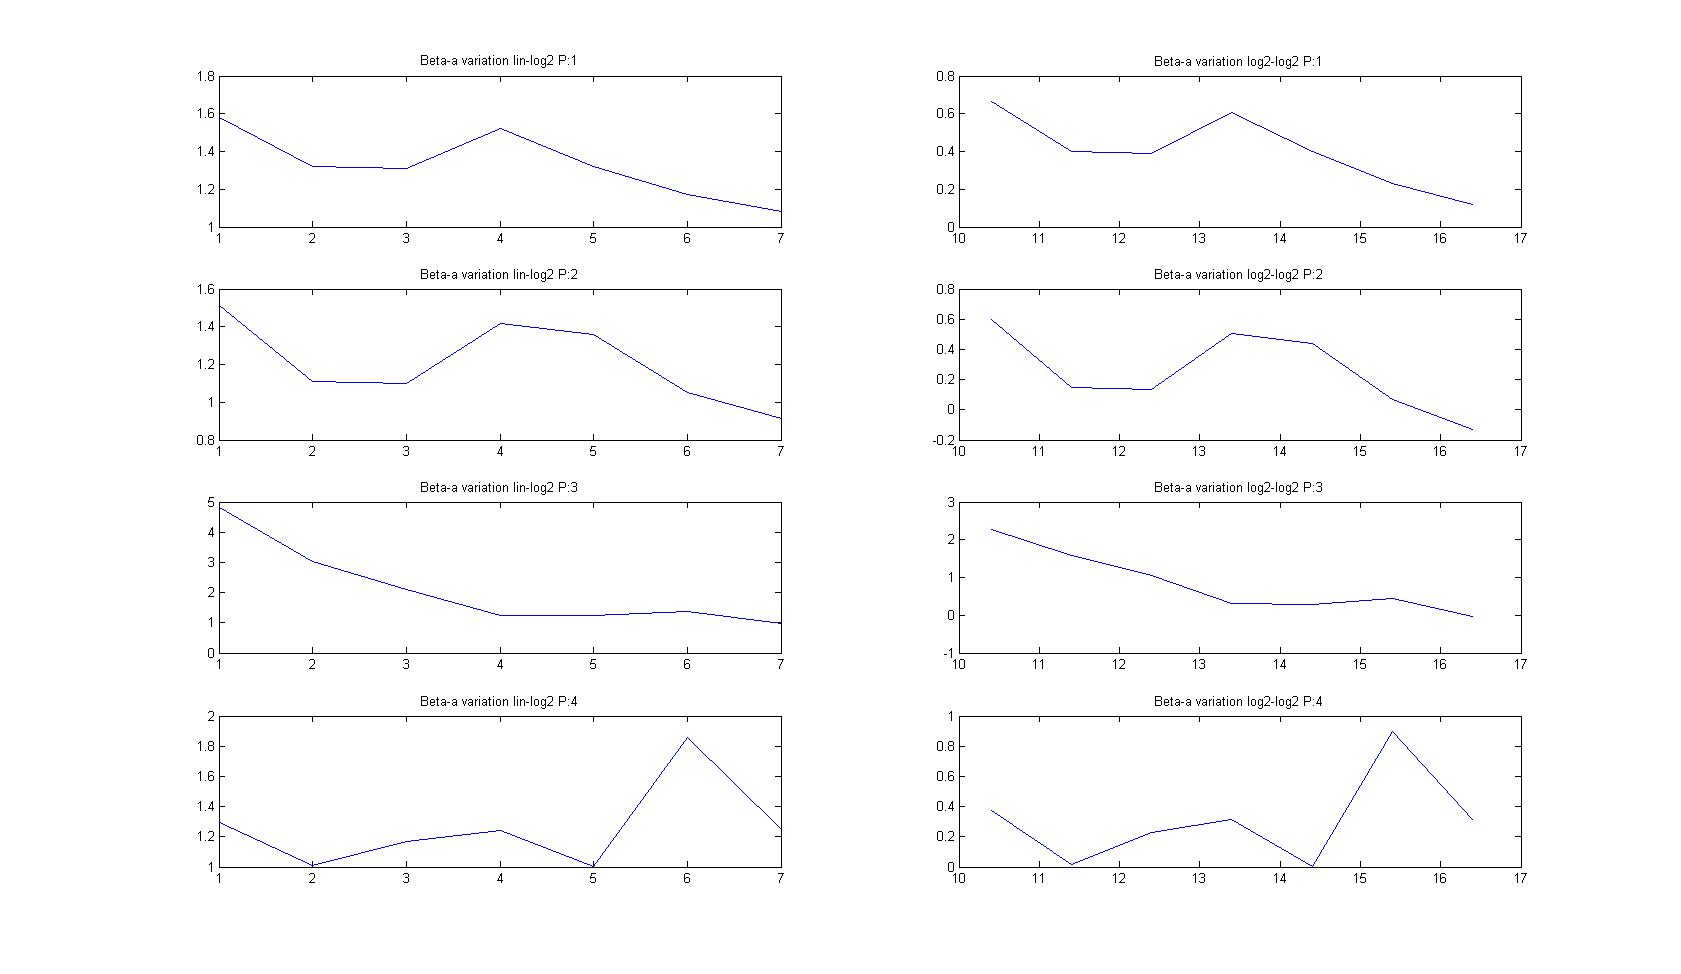 Beta-a variation lin-log2 P:1
1.8
1.6
1.4
1.2
1
1 2 3 4 5 6 7
Beta-a variation log2-log2 P:1
0.8
0.6
0.4
0.2
0
10 11 12 13 14 15 16 17
Beta-a variation lin-log2 P:2
1.6
1.4
1.2
1
0.8
1 2 3 4 5 6 7
Beta-a variation log2-log2 P:2
0.8
0.6
0.4
0.2
0
-0.2
10 11 12 13 14 15 16 17
Beta-a variation lin-log2 P:3
5
4
3
2
1
0
1 2 3 4 5 6 7
Beta-a variation log2-log2 P:3
3
2
1
0
-1
10 11 12 13 14 15 16 17
Beta-a variation lin-log2 P:4
2
1.8
1.6
1.4
1.2
1
1 2 3 4 5 6 7
Beta-a variation log2-log2 P:4
1
0.8
0.6
0.4
0.2
0
10 11 12 13 14 15 16 17